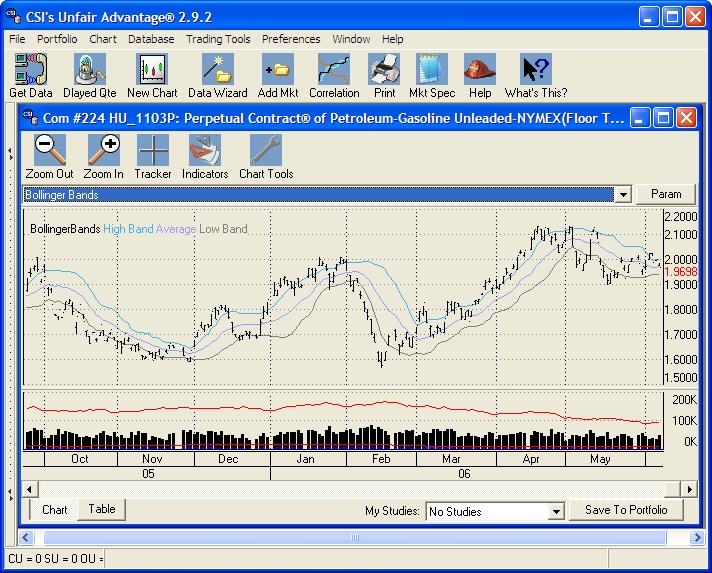 CSI's Unfair Advantage® 2.9.2
File Portfolio Chart Database Trading Tools Preferences Window Help
Get Data Dlayed Qte New Chart Data Wizard Add Mkt Correlation Print Mkt Spec Help What's This?
Com #224 HU_1103P: Perpetual Contract® of Petroleum-Gasoline Unleaded-NYMEX(Floor T...
Zoom Out Zoom In Tracker Indicators Chart Tools
Bollinger Bands Param
BollingerBands High Band Average Low Band
2.2000
2.1000
2.0000
1.9698
1.9000
1.8000
1.7000
1.6000
1.5000
200K
100K
0K
Oct Nov Dec Jan Feb Mar Apr May
05 06
Chart Table My Studies: No Studies Save To Portfolio
CU = 0 SU = 0 OU =